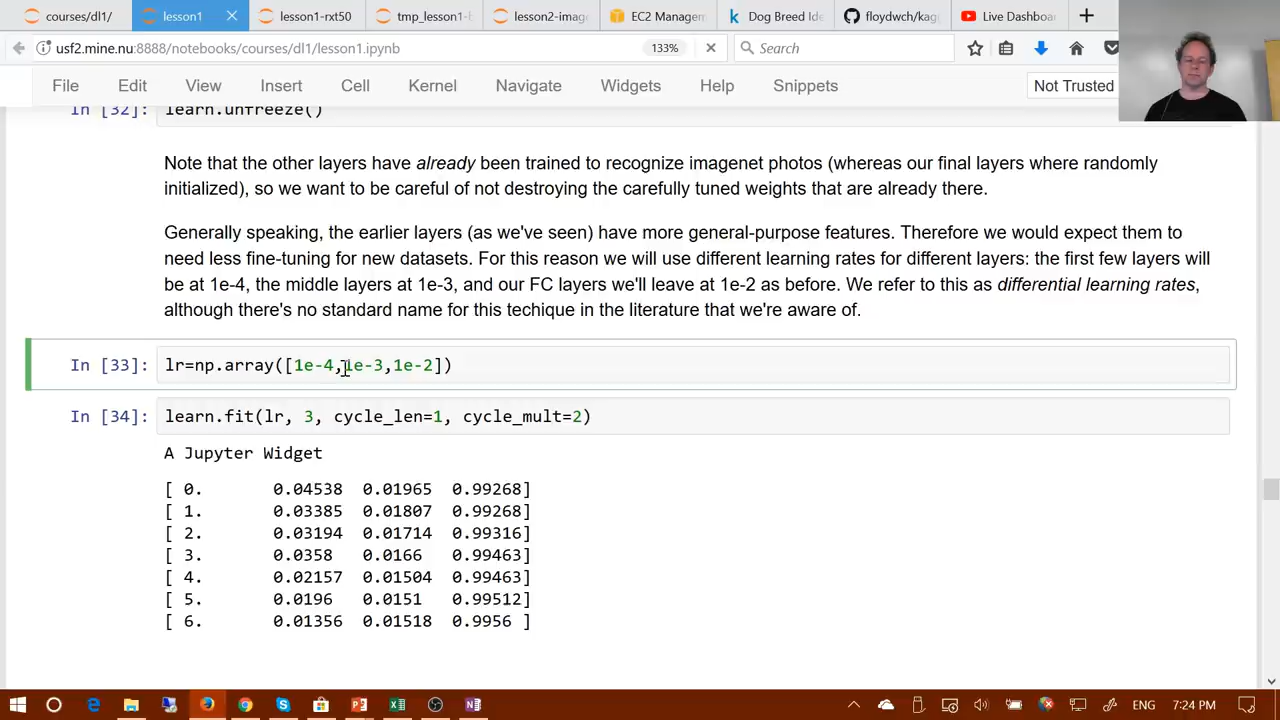 courses/dl1/ lesson1 lesson1-rxt50 tmp_lesson1- lesson2-imag EC2 Managem Dog Breed Ide floydwch/kag Live Dashboa
usf2.mine.nu:8888/notebooks/courses/dl1/lesson1.ipynb 133% Search
File Edit View Insert Cell Kernel Navigate Widgets Help Snippets Not Trusted
In [32]: learn.unfreeze()
Note that the other layers have already been trained to recognize imagenet photos (whereas our final layers where randomly
initialized), so we want to be careful of not destroying the carefully tuned weights that are already there.
Generally speaking, the earlier layers (as we've seen) have more general-purpose features. Therefore we would expect them to
need less fine-tuning for new datasets. For this reason we will use different learning rates for different layers: the first few layers will
be at 1e-4, the middle layers at 1e-3, and our FC layers we'll leave at 1e-2 as before. We refer to this as differential learning rates,
although there's no standard name for this techique in the literature that we're aware of.
In [33]: lr=np.array([1e-4,1e-3,1e-2])
In [34]: learn.fit(lr, 3, cycle_len=1, cycle_mult=2)
A Jupyter Widget
[ 0. 0.04538 0.01965 0.99268]
[ 1. 0.03385 0.01807 0.99268]
[ 2. 0.03194 0.01714 0.99316]
[ 3. 0.0358 0.0166 0.99463]
[ 4. 0.02157 0.01504 0.99463]
[ 5. 0.0196 0.0151 0.99512]
[ 6. 0.01356 0.01518 0.9956 ]
ENG 7:24 PM